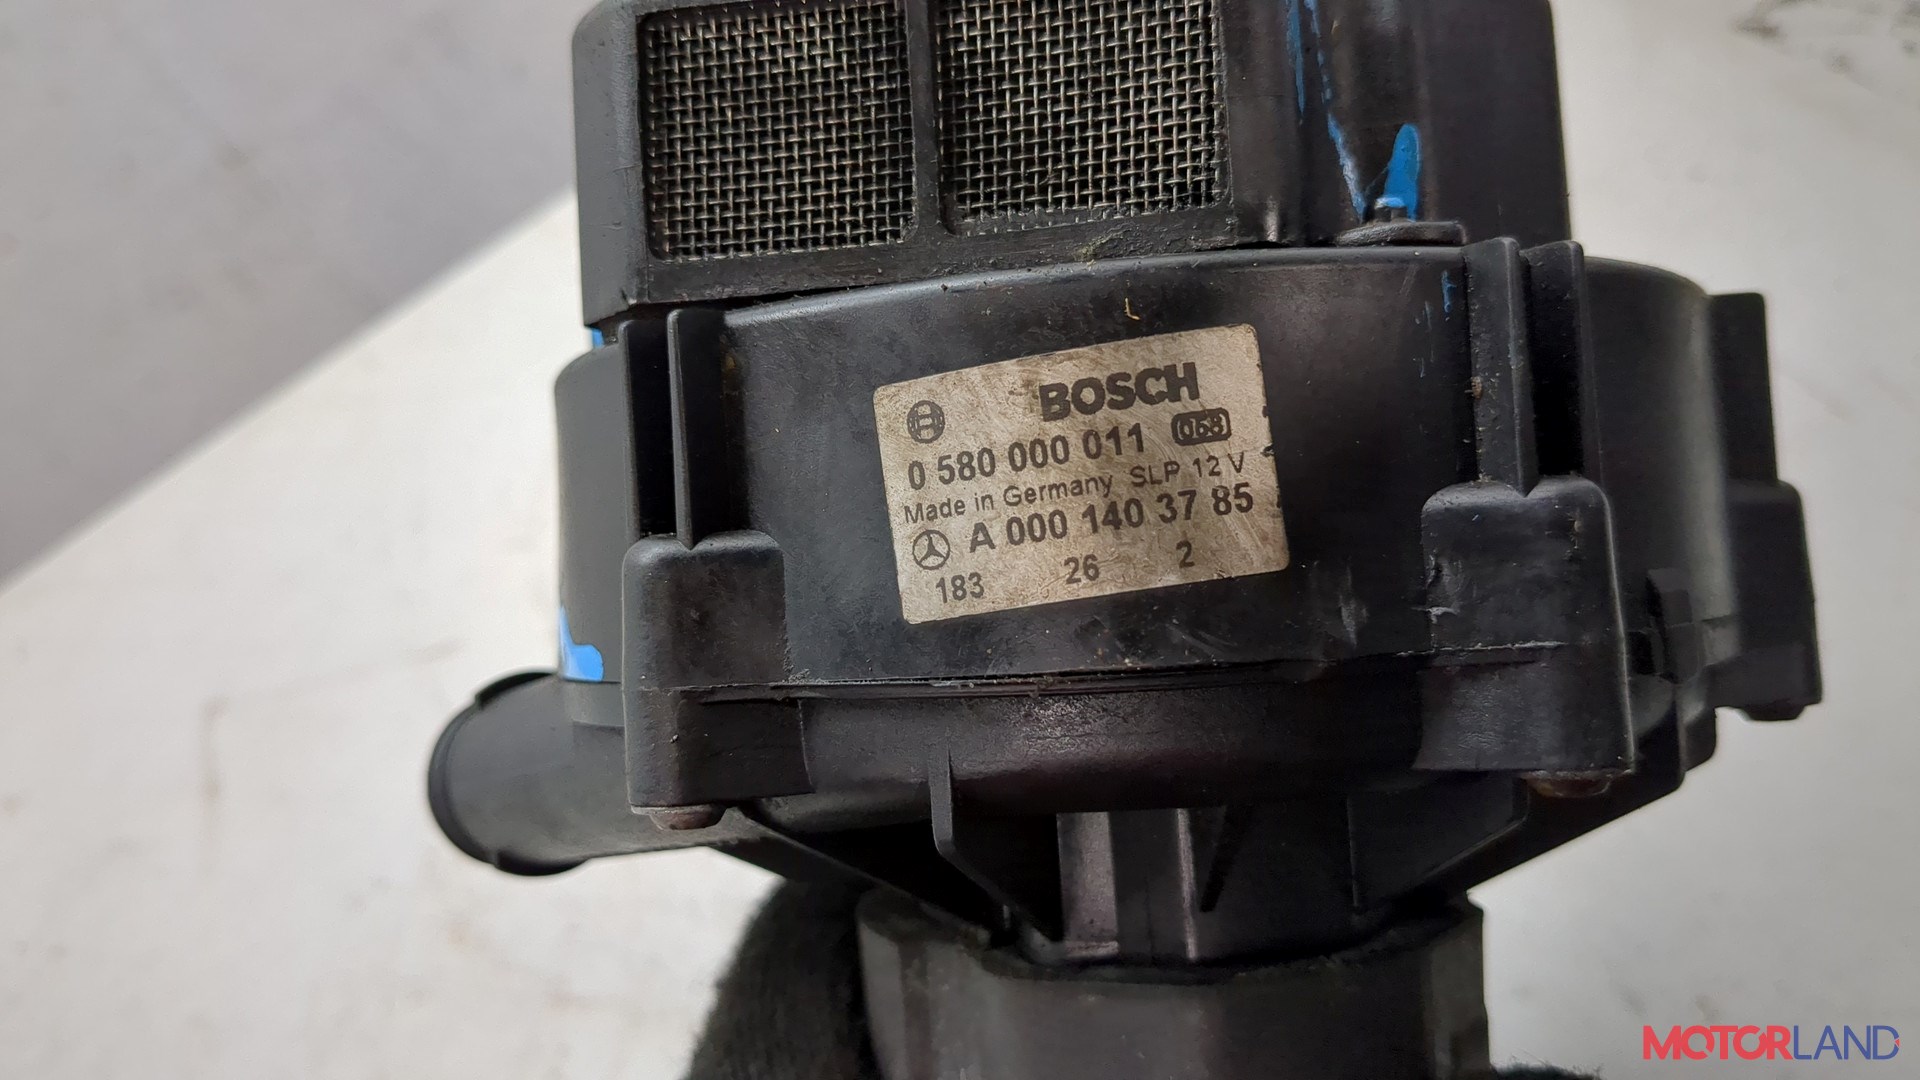 BOSCH
0 580 000 011 068
Made in Germany SLP 12 V
A 000 140 37 85
183 26 2
MOTORLAND